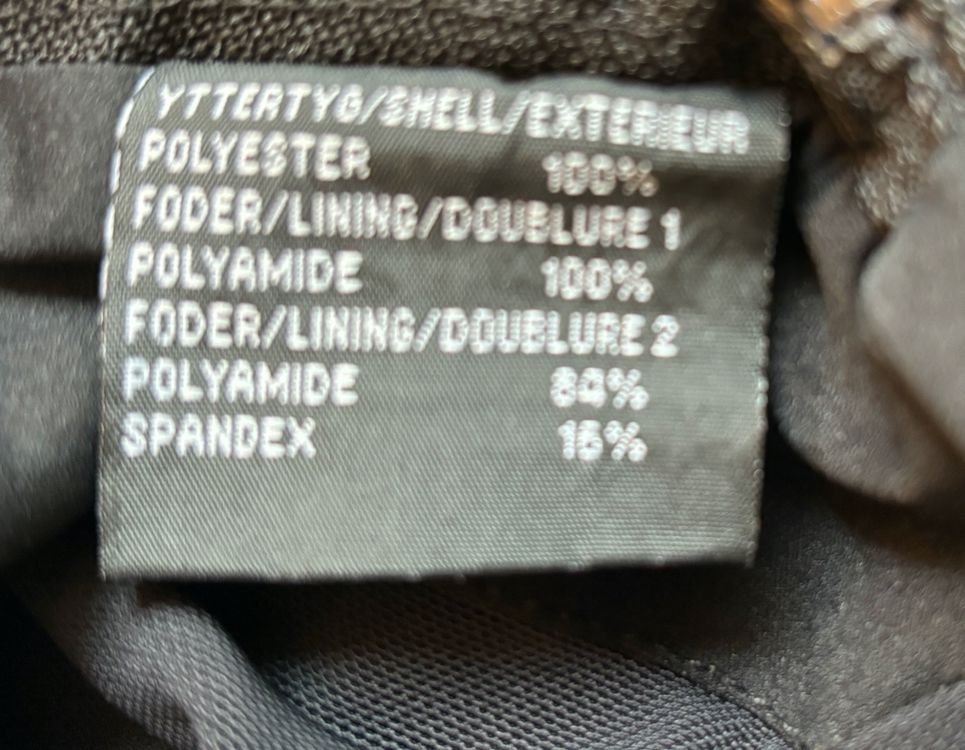 YTTERTYG/SHELL/EXTERIEUR
POLYESTER 100%
FODER/LINING/DOUBLURE 1
POLYAMIDE 100%
FODER/LINING/DOUBLURE 2
POLYAMIDE 84%
SPANDEX 16%